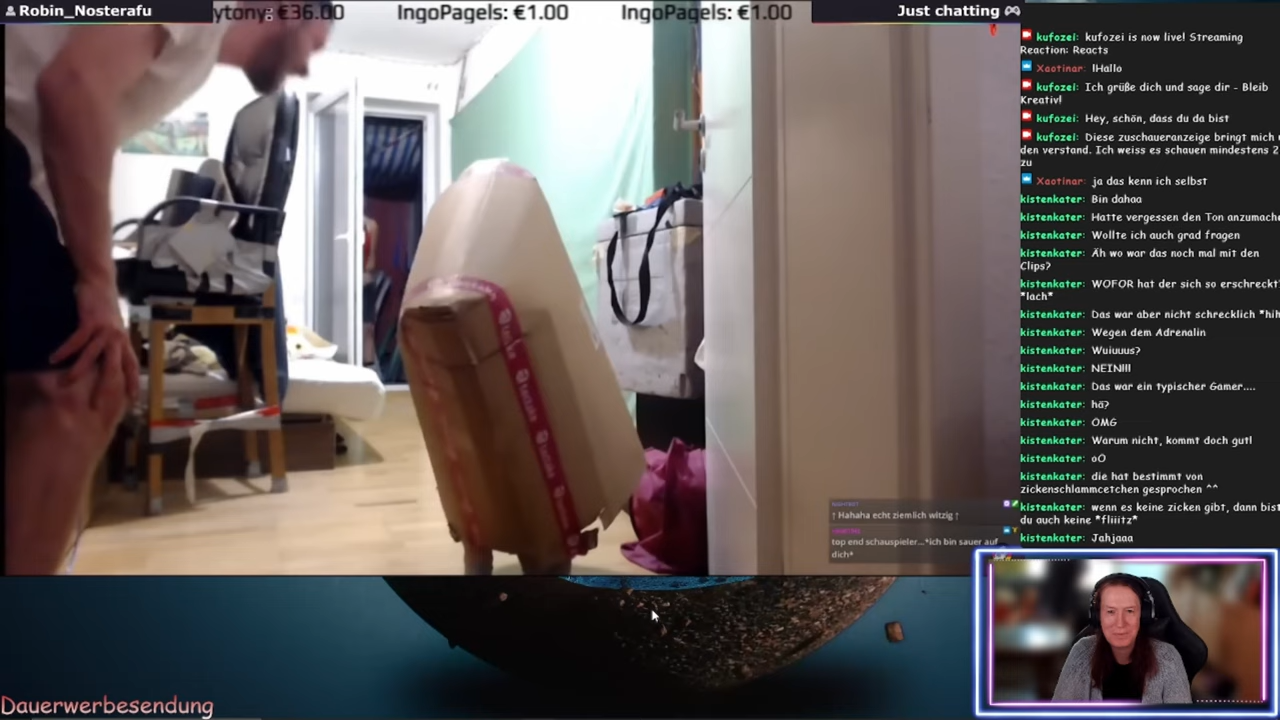 Robin_Nosterafu
ytony: €36.00
IngoPagels: €1.00
IngoPagels: €1.00
Just chatting
kufozei: kufozei is now live! Streaming
Reaction: Reacts
Xaotinar: !Hallo
kufozei: Ich grüße dich und sage dir - Bleib
Kreativ!
kufozei: Hey, schön, dass du da bist
kufozei: Diese zuschaueranzeige bringt mich
den verstand. Ich weiss es schauen mindestens 2
zu
Xaotinar: ja das kenn ich selbst
kistenkater: Bin dahaa
kistenkater: Hatte vergessen den Ton anzumache
kistenkater: Wollte ich auch grad fragen
kistenkater: Äh wo war das noch mal mit den
Clips?
kistenkater: WOFOR hat der sich so erschreckt?
*lach*
kistenkater: Das war aber nicht schrecklich *hih
kistenkater: Wegen dem Adrenalin
kistenkater: Wuiuuus?
kistenkater: NEIN!!!
kistenkater: Das war ein typischer Gamer....
kistenkater: hä?
kistenkater: OMG
kistenkater: Warum nicht, kommt doch gut!
kistenkater: oO
kistenkater: die hat bestimmt von
zickenschlammcetchen gesprochen ^^
kistenkater: wenn es keine zicken gibt, dann bist
du auch keine *fliiitz*
kistenkater: Jahjaaa
↑ Hahaha echt ziemlich witzig ↑
top end schauspieler...*ich bin sauer auf
dich*
Dauerwerbesendung